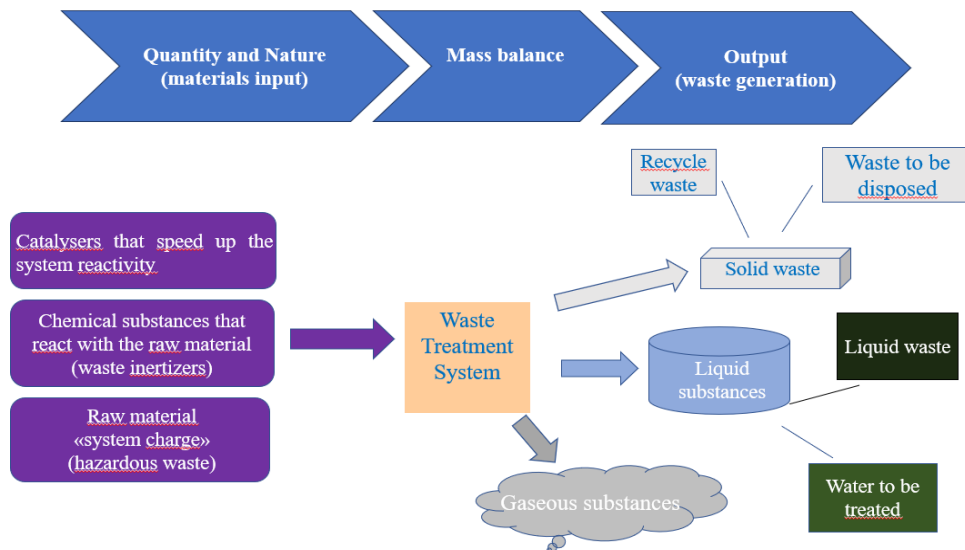 Quantity and Nature
(materials input)
Mass balance
Output
(waste generation)
Recycle
waste
Waste to be
disposed
Catalysers that speed up the
system reactivity
Solid waste
Chemical substances that
react with the raw material
(waste inertizers)
Waste
Treatment
System
Liquid
substances
Liquid waste
Raw material
«system charge»
(hazardous waste)
Gaseous substances
Water to be
treated